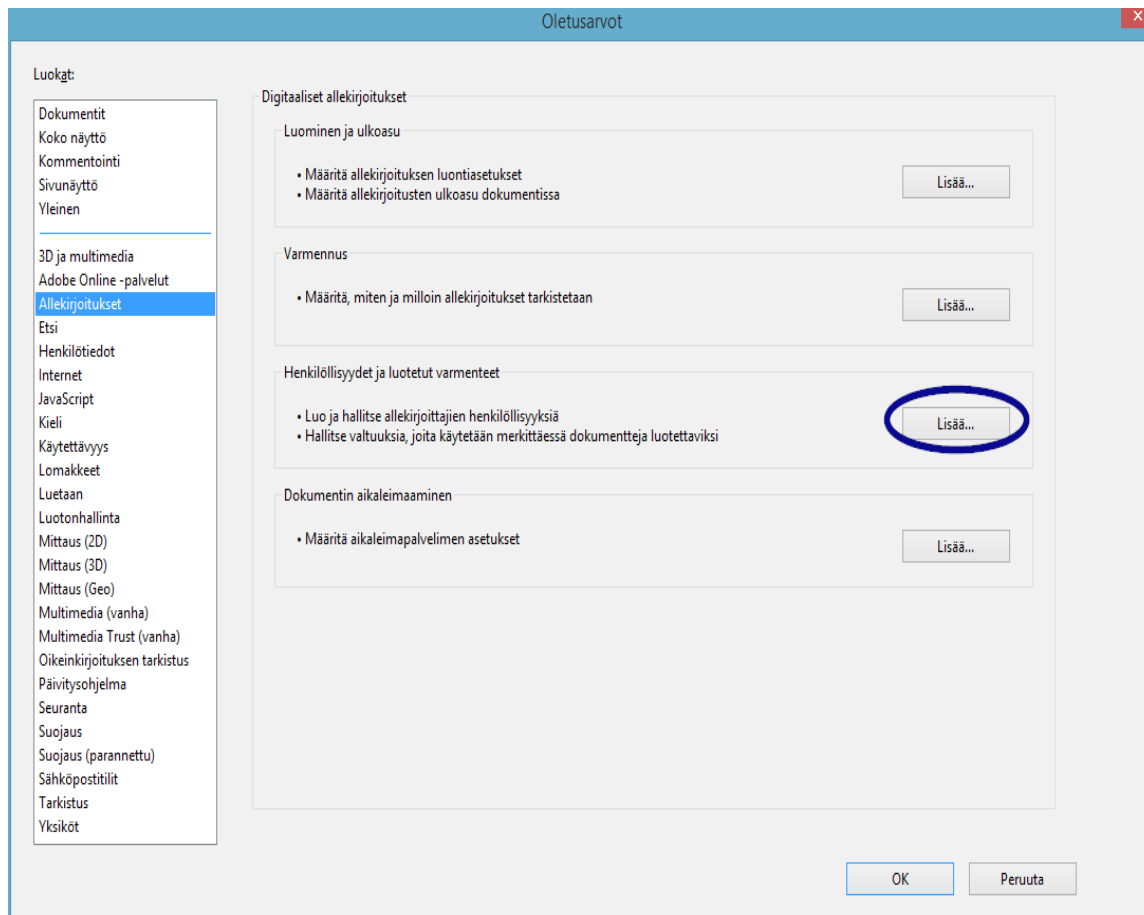 Oletusarvot
x
Luokat:
Dokumentit
Koko näyttö
Kommentointi
Sivunäyttö
Yleinen
3D ja multimedia
Adobe Online -palvelut
Allekirjoitukset
Etsi
Henkilötiedot
Internet
JavaScript
Kieli
Käytettävyys
Lomakkeet
Luetaan
Luotonhallinta
Mittaus (2D)
Mittaus (3D)
Mittaus (Geo)
Multimedia (vanha)
Multimedia Trust (vanha)
Oikeinkirjoituksen tarkistus
Päivitysohjelma
Seuranta
Suojaus
Suojaus (parannettu)
Sähköpostitilit
Tarkistus
Yksiköt
Digitaaliset allekirjoitukset
Luominen ja ulkoasu
• Määritä allekirjoituksen luontiasetukset
• Määritä allekirjoitusten ulkoasu dokumentissa
Lisää...
Varmennus
• Määritä, miten ja milloin allekirjoitukset tarkistetaan
Lisää...
Henkilöllisyydet ja luotetut varmenteet
• Luo ja hallitse allekirjoittajien henkilöllisyyksiä
• Hallitse valtuuksia, joita käytetään merkittäessä dokumentteja luotettaviksi
Lisää...
Dokumentin aikaleimaaminen
• Määritä aikaleimapalvelimen asetukset
Lisää...
OK
Peruuta